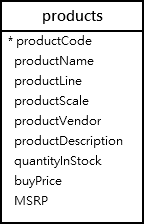 products
* productCode
productName
productLine
productScale
productVendor
productDescription
quantityInStock
buyPrice
MSRP